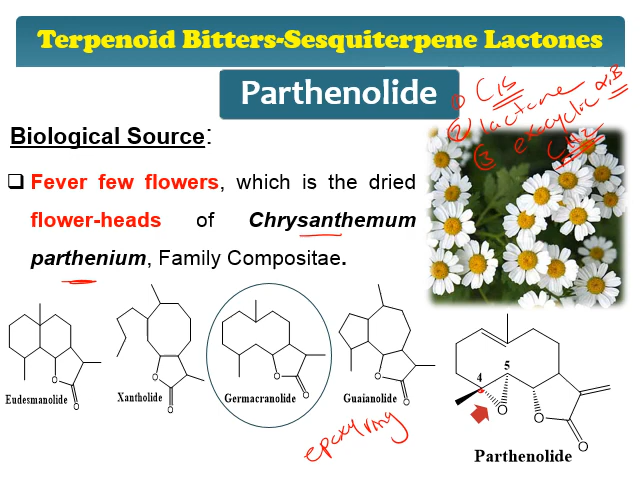 Terpenoid Bitters-Sesquiterpene Lactones
Parthenolide
① C15
② lactone
③ exocyclic α,B
CH2
Biological Source:
❑ Fever few flowers, which is the dried
flower-heads of Chrysanthemum
parthenium, Family Compositae.
O
O
Eudesmanolide
O
O
Xantholide
O
O
Germacranolide
O
O
Guaianolide
epoxy ring
4
5
O
O
O
Parthenolide